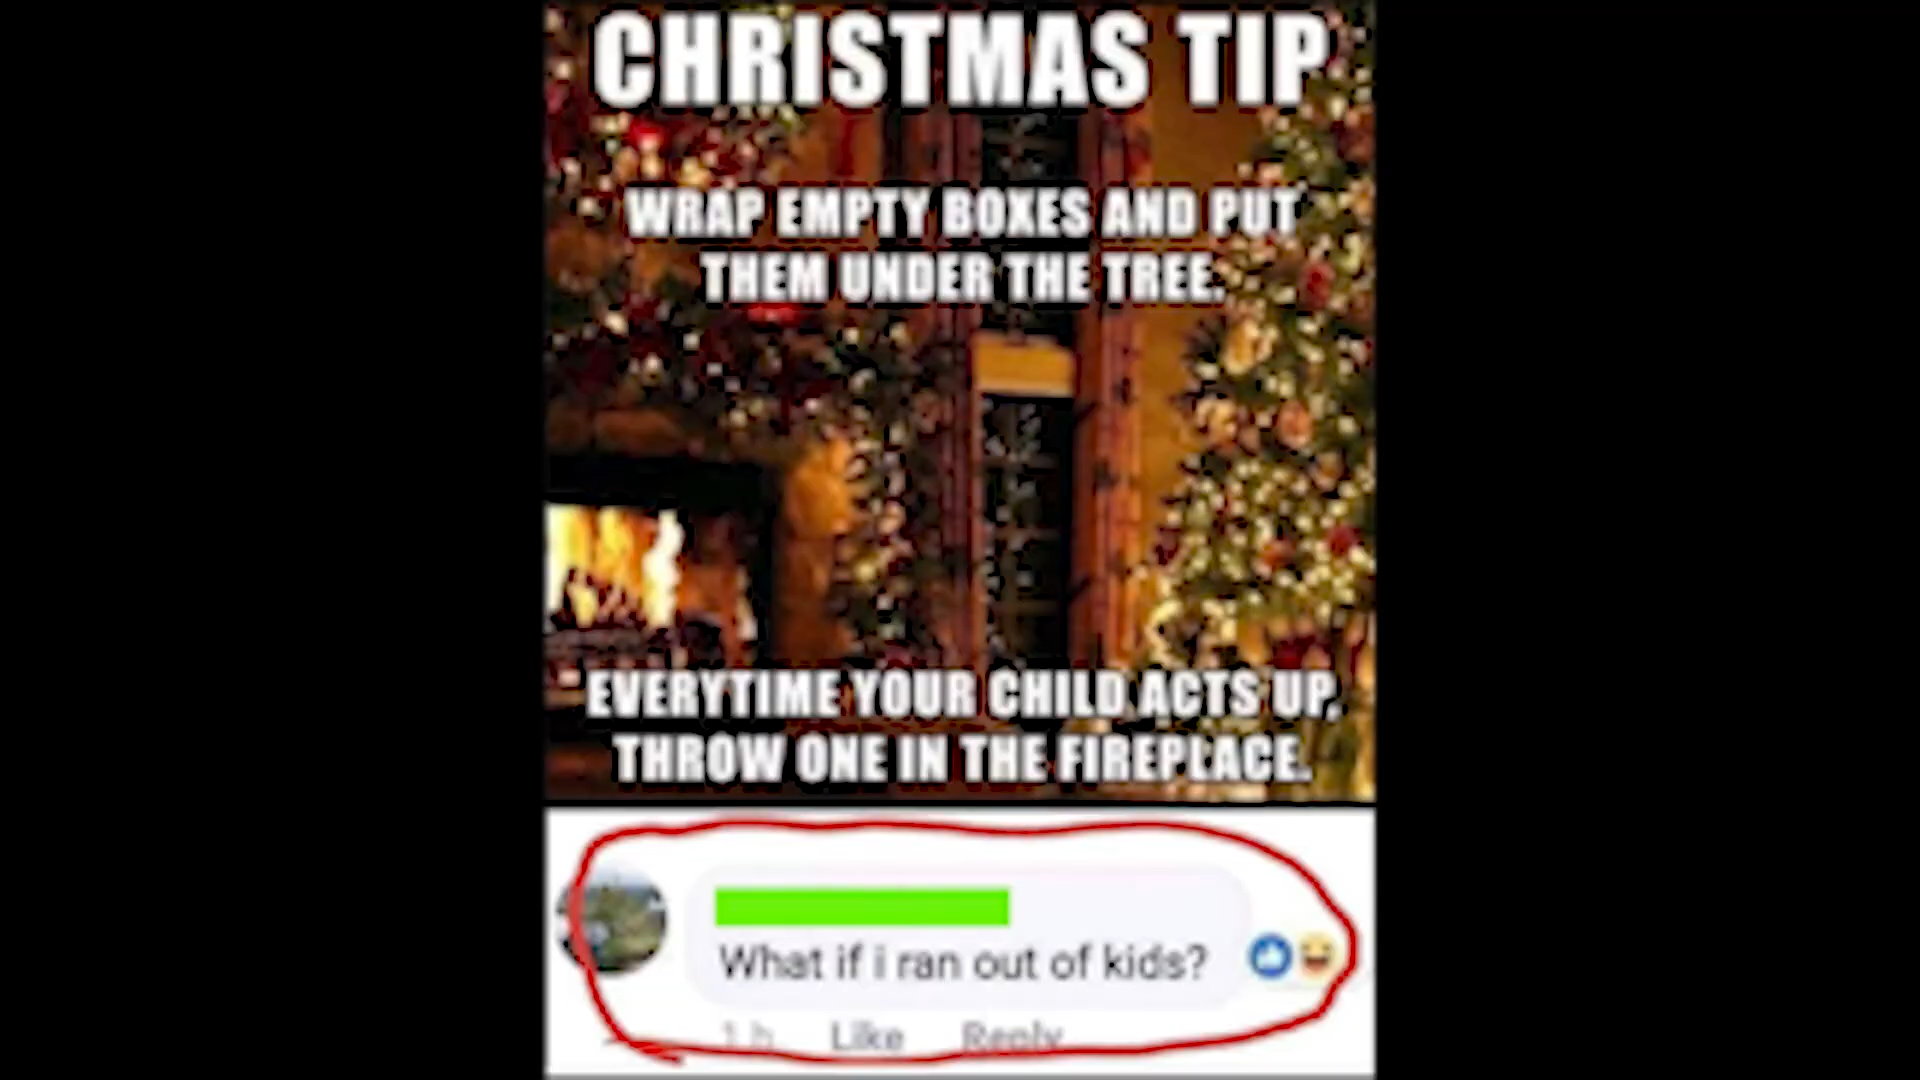 CHRISTMAS TIP
WRAP EMPTY BOXES AND PUT
THEM UNDER THE TREE.
EVERYTIME YOUR CHILD ACTS UP,
THROW ONE IN THE FIREPLACE.
What if i ran out of kids?
1 h Like Reply